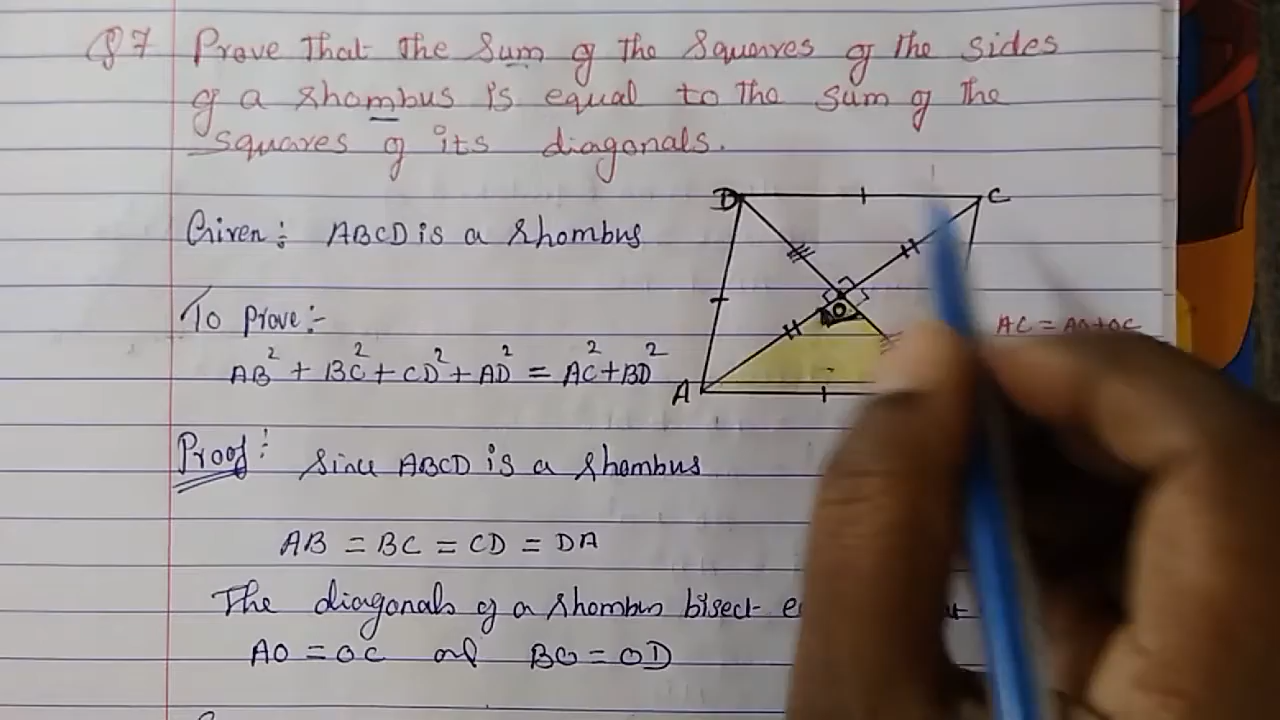 Q7 Prove That the Sum of The Squares of the sides
of a rhombus is equal to the sum of the
squares of its diagonals.
Given: ABCD is a rhombus
D C
To Prove:-
O
AC = AO+OC
AB² + BC² + CD² + AD² = AC² + BD²
A
Proof: Since ABCD is a rhombus
AB = BC = CD = DA
The diagonals of a rhombus bisect
AO = OC and BO = OD